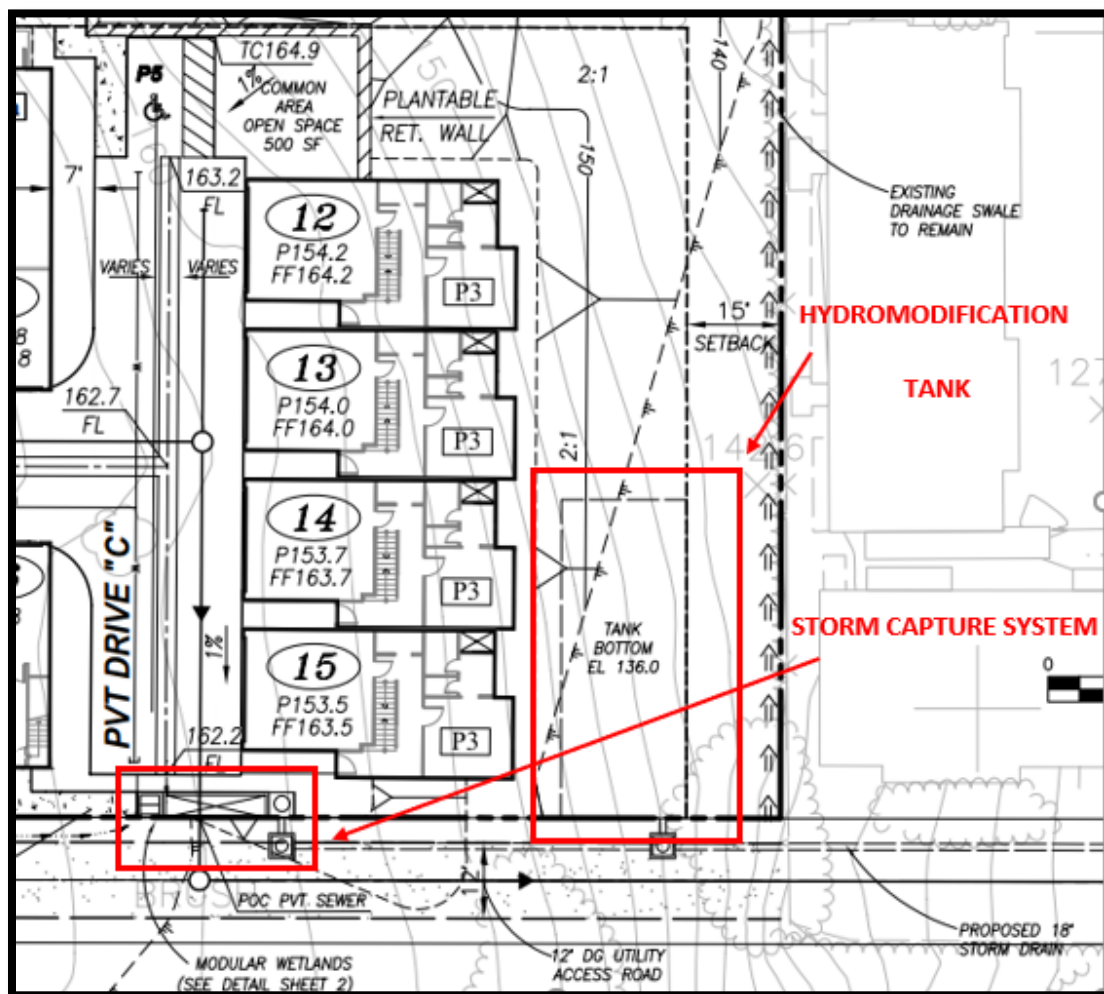 TC164.9
P5
1%
COMMON
AREA
OPEN SPACE
500 SF
PLANTABLE
RET. WALL
2:1
140
150
7'
163.2
FL
VARIES
VARIES
EXISTING
DRAINAGE SWALE
TO REMAIN
12
P154.2
FF164.2
P3
15'
SETBACK
HYDROMODIFICATION
TANK
13
P154.0
FF164.0
P3
162.7
FL
2:1
14
P153.7
FF163.7
P3
PVT DRIVE "C"
1%
TANK
BOTTOM
EL 136.0
STORM CAPTURE SYSTEM
0
15
P153.5
FF163.5
P3
162.2
FL
POC PVT SEWER
12'
MODULAR WETLANDS
(SEE DETAIL SHEET 2)
12' DG UTILITY
ACCESS ROAD
PROPOSED 18"
STORM DRAIN